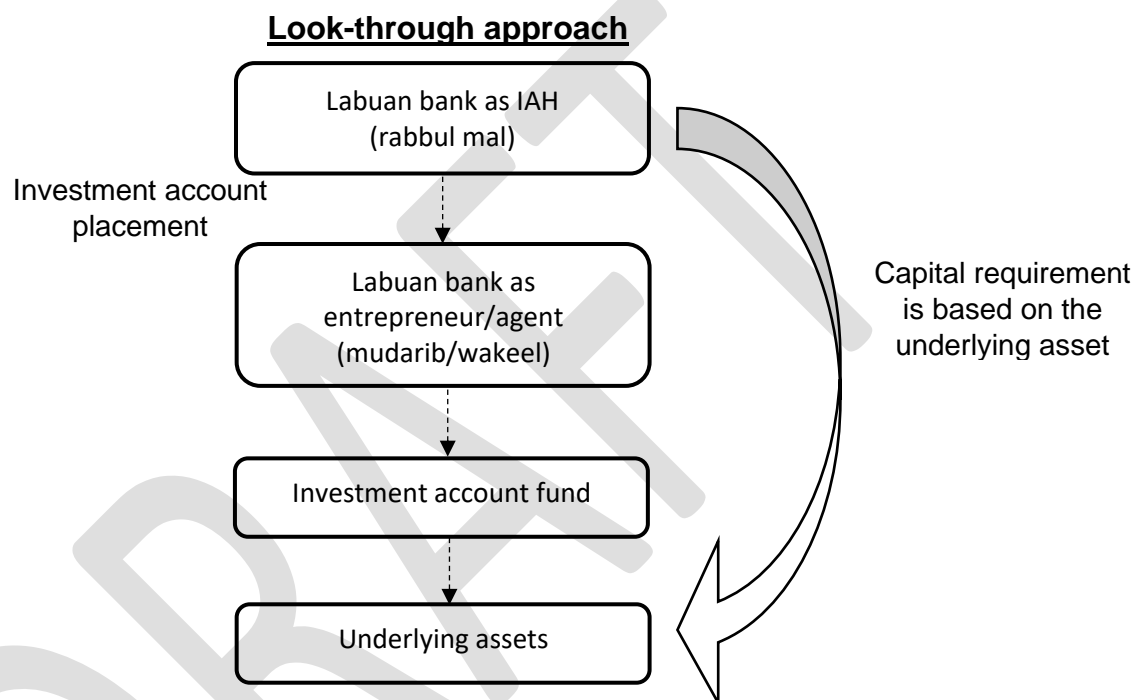 Look-through approach
Labuan bank as IAH
(rabbul mal)
Investment account
placement
Labuan bank as
entrepreneur/agent
(mudarib/wakeel)
Capital requirement
is based on the
underlying asset
Investment account fund
Underlying assets
DRAFT